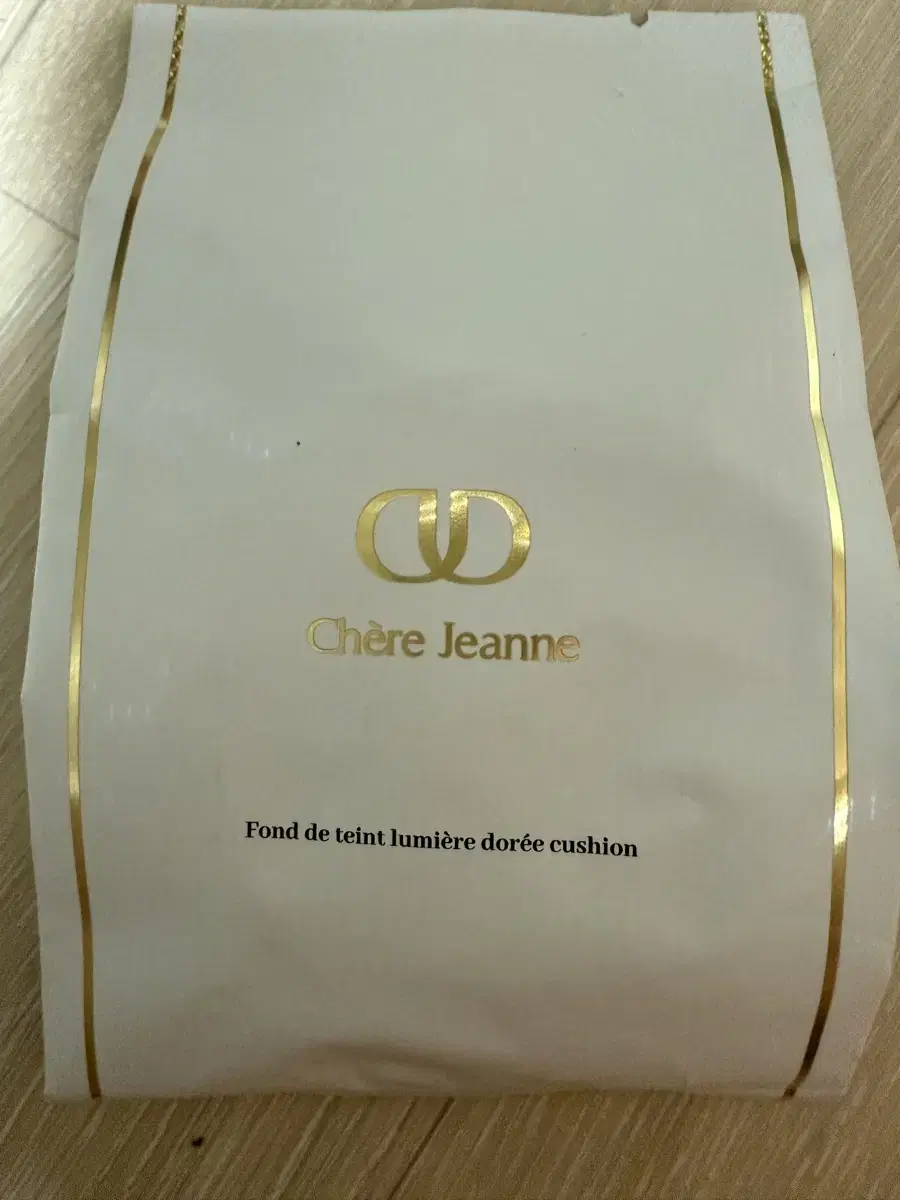 Chère Jeanne
Fond de teint lumière dorée cushion